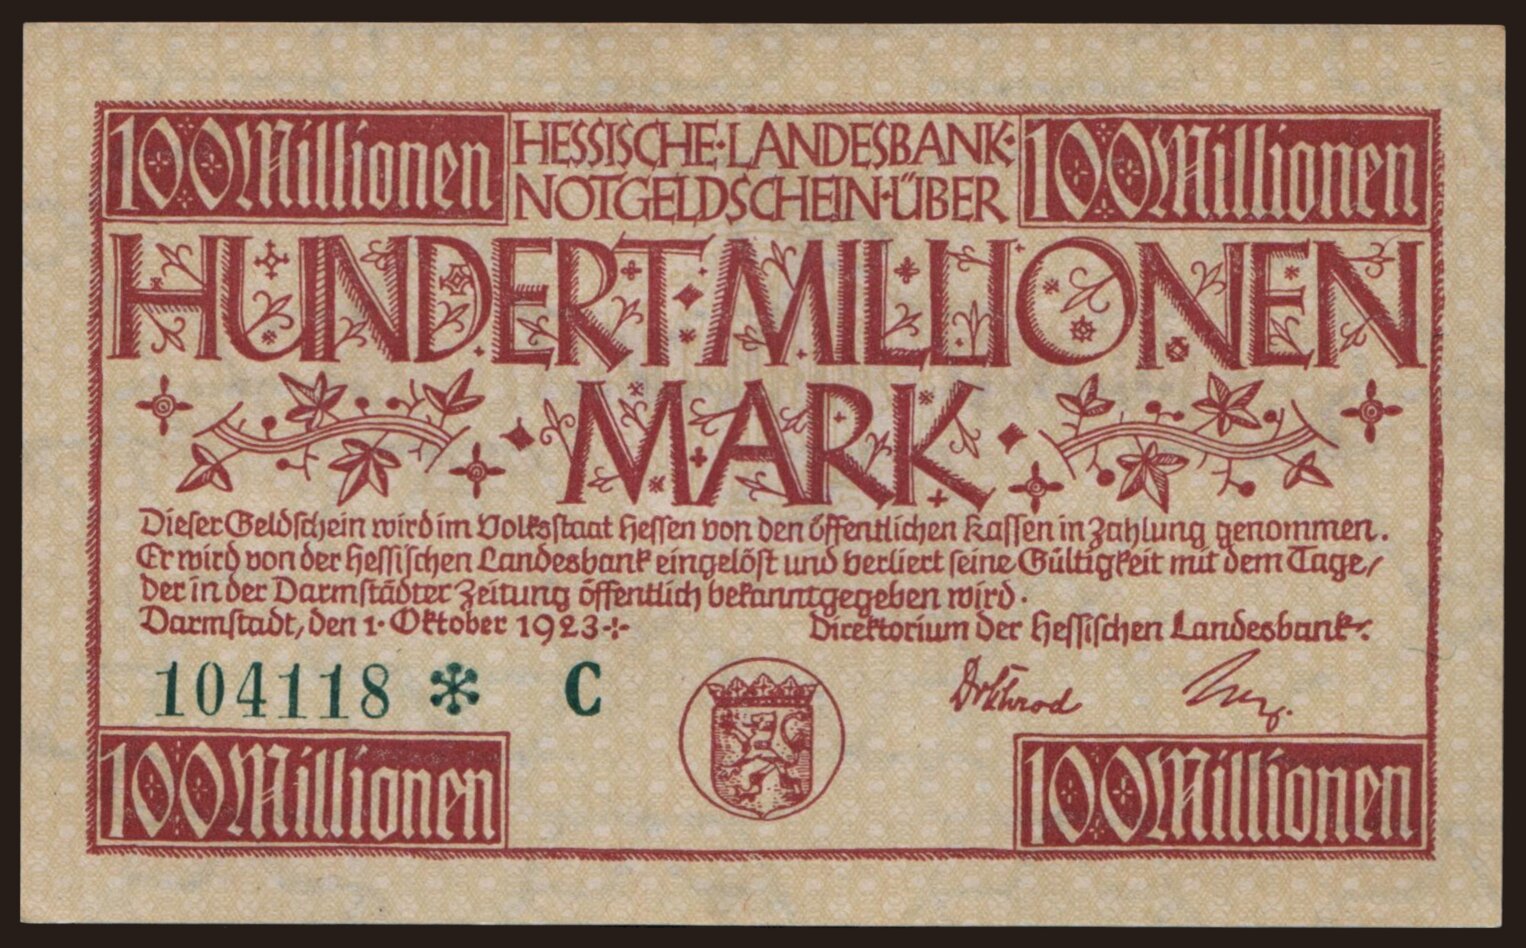 100 Millionen
HESSISCHE·LANDESBANK·
NOTGELDSCHEIN·ÜBER
100 Millionen
HUNDERT·MILLIONEN
·MARK·
Dieser Geldschein wird im Volksstaat Hessen von den öffentlichen Kassen in Zahlung genommen.
Er wird von der Hessischen Landesbank eingelöst und verliert seine Gültigkeit mit dem Tage,
der in der Darmstädter Zeitung öffentlich bekanntgegeben wird.
Darmstadt, den 1. Oktober 1923
Direktorium der Hessischen Landesbank.
104118 * C
100 Millionen
100 Millionen